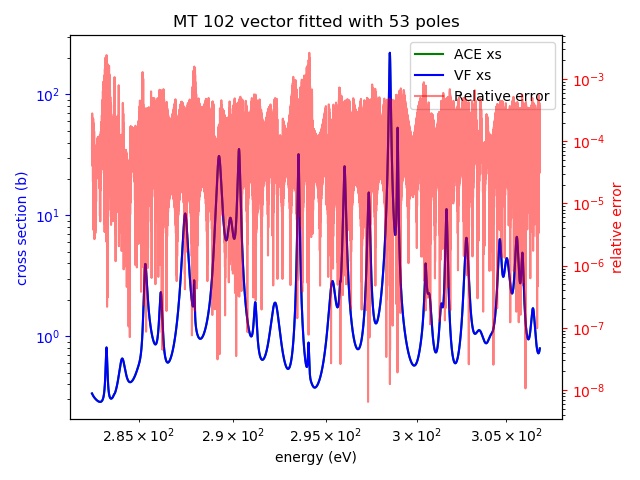 MT 102 vector fitted with 53 poles
ACE xs
VF xs
Relative error
cross section (b)
10²
10¹
10⁰
relative error
10⁻³
10⁻⁴
10⁻⁵
10⁻⁶
10⁻⁷
10⁻⁸
2.85 × 10² 2.9 × 10² 2.95 × 10² 3 × 10² 3.05 × 10²
energy (eV)